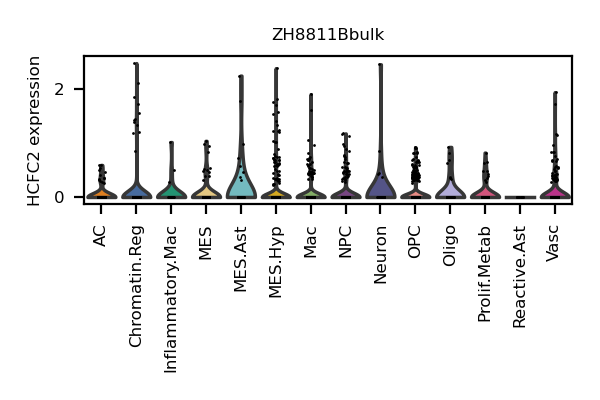 ZH8811Bbulk
HCFC2 expression
2
0
AC
Chromatin.Reg
Inflammatory.Mac
MES
MES.Ast
MES.Hyp
Mac
NPC
Neuron
OPC
Oligo
Prolif.Metab
Reactive.Ast
Vasc